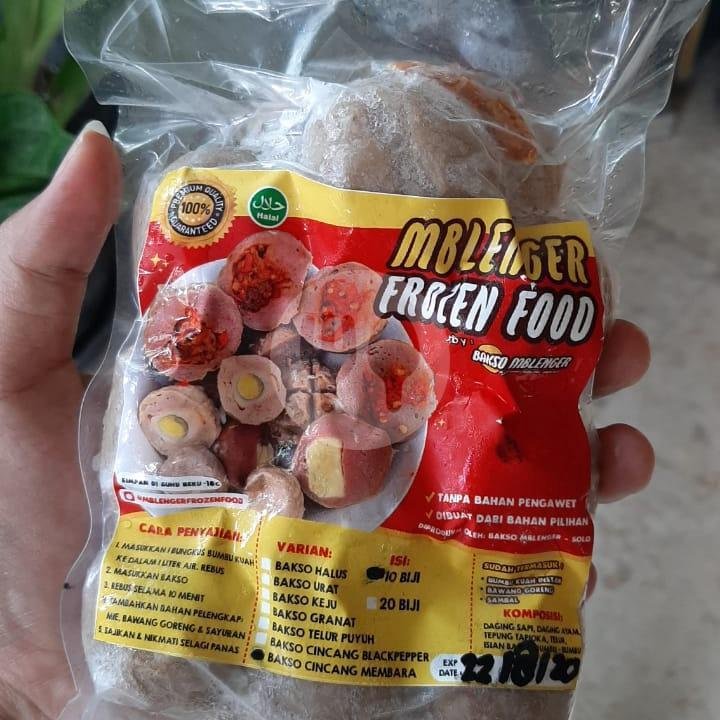 PREMIUM QUALITY
100%
GUARANTEED
حلال
Halal
MBLENGER
FROZEN FOOD
by:
BAKSO MBLENGER
SIMPAN DI SUHU BEKU -18C
@MBLENGERFROZENFOOD
✓ TANPA BAHAN PENGAWET
✓ DIBUAT DARI BAHAN PILIHAN
DIPRODUKSI OLEH: BAKSO MBLENGER - SOLO
CARA PENYAJIAN:
1. MASUKKAN 1 BUNGKUS BUMBU KUAH
KE DALAM 1 LITER AIR, REBUS
2. MASUKKAN BAKSO
3. REBUS SELAMA 10 MENIT
4. TAMBAHKAN BAHAN PELENGKAP:
MIE, BAWANG GORENG & SAYURAN
5. SAJIKAN & NIKMATI SELAGI PANAS
VARIAN:
BAKSO HALUS
BAKSO URAT
BAKSO KEJU
BAKSO GRANAT
BAKSO TELUR PUYUH
BAKSO CINCANG BLACKPEPPER
BAKSO CINCANG MEMBARA
ISI:
10 BIJI
20 BIJI
SUDAH TERMASUK:
• BUMBU KUAH INSTAN
• BAWANG GORENG
• SAMBAL
KOMPOSISI:
DAGING SAPI, DAGING AYAM,
TEPUNG TAPIOKA, TELUR,
ISIAN BUMBU - BUMBU
EXP
DATE:
22/8/20